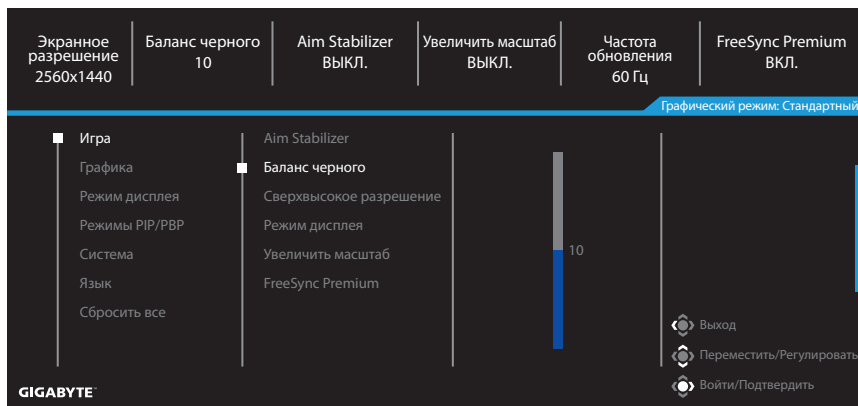 Экранное
разрешение
2560x1440
Баланс черного
10
Aim Stabilizer
ВЫКЛ.
Увеличить масштаб
ВЫКЛ.
Частота
обновления
60 Гц
FreeSync Premium
ВКЛ.
Графический режим: Стандартный
Игра
Графика
Режим дисплея
Режимы PIP/PBP
Система
Язык
Сбросить все
Aim Stabilizer
Баланс черного
Сверхвысокое разрешение
Режим дисплея
Увеличить масштаб
FreeSync Premium
10
Выход
Переместить/Регулировать
Войти/Подтвердить
GIGABYTE™